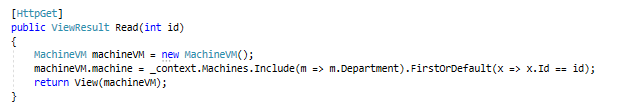 [HttpGet]
public ViewResult Read(int id)
{
MachineVM machineVM = new MachineVM();
machineVM.machine = _context.Machines.Include(m => m.Department).FirstOrDefault(x => x.Id == id);
return View(machineVM);
}